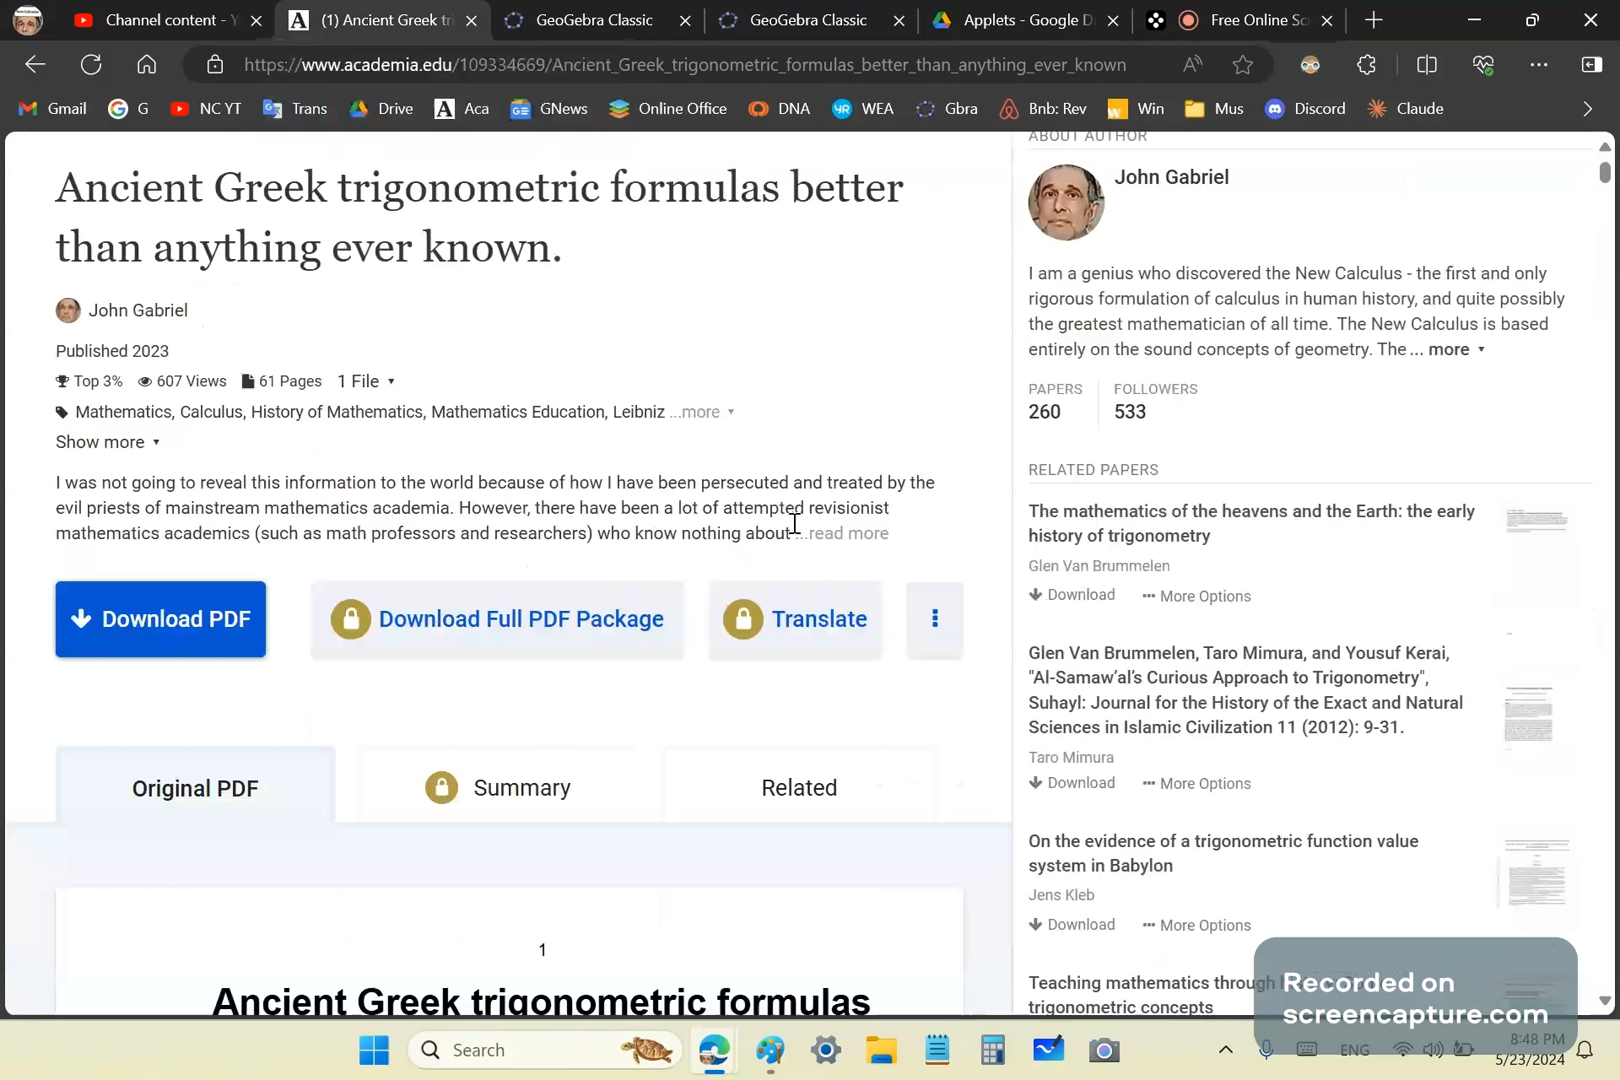 Channel content - Y
(1) Ancient Greek tr
GeoGebra Classic
GeoGebra Classic
Applets - Google D
Free Online Sc
https://www.academia.edu/109334669/Ancient_Greek_trigonometric_formulas_better_than_anything_ever_known
Gmail
G
NC YT
Trans
Drive
Aca
GNews
Online Office
DNA
WEA
Gbra
Bnb: Rev
Win
Mus
Discord
Claude
Ancient Greek trigonometric formulas better
than anything ever known.
John Gabriel
Published 2023
Top 3% 607 Views 61 Pages 1 File
Mathematics, Calculus, History of Mathematics, Mathematics Education, Leibniz ...more
Show more
I was not going to reveal this information to the world because of how I have been persecuted and treated by the
evil priests of mainstream mathematics academia. However, there have been a lot of attempted revisionist
mathematics academics (such as math professors and researchers) who know nothing about ...read more
Download PDF
Download Full PDF Package
Translate
Original PDF
Summary
Related
1
Ancient Greek trigonometric formulas
ABOUT AUTHOR
John Gabriel
I am a genius who discovered the New Calculus - the first and only
rigorous formulation of calculus in human history, and quite possibly
the greatest mathematician of all time. The New Calculus is based
entirely on the sound concepts of geometry. The ... more
PAPERS FOLLOWERS
260 533
RELATED PAPERS
The mathematics of the heavens and the Earth: the early
history of trigonometry
Glen Van Brummelen
Download ••• More Options
Glen Van Brummelen, Taro Mimura, and Yousuf Kerai,
"Al-Samaw'al's Curious Approach to Trigonometry",
Suhayl: Journal for the History of the Exact and Natural
Sciences in Islamic Civilization 11 (2012): 9-31.
Taro Mimura
Download ••• More Options
On the evidence of a trigonometric function value
system in Babylon
Jens Kleb
Download ••• More Options
Teaching mathematics through
trigonometric concepts
Recorded on
screencapture.com
Search
ENG
8:48 PM
5/23/2024